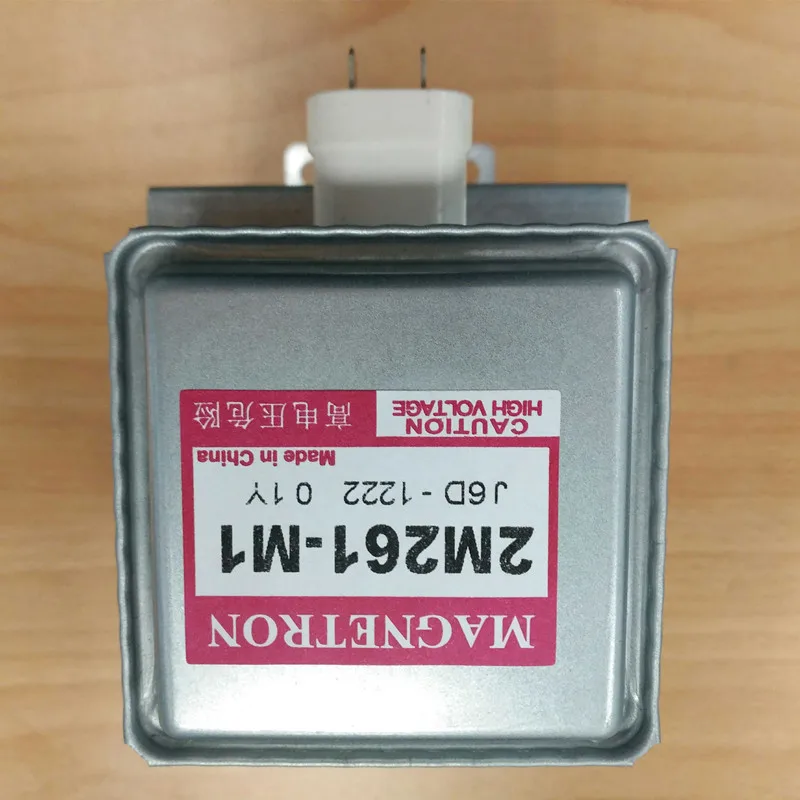 MAGNETRON
2M261-M1
J6D-1222 01Y
Made in China
CAUTION
HIGH VOLTAGE
高电压危险